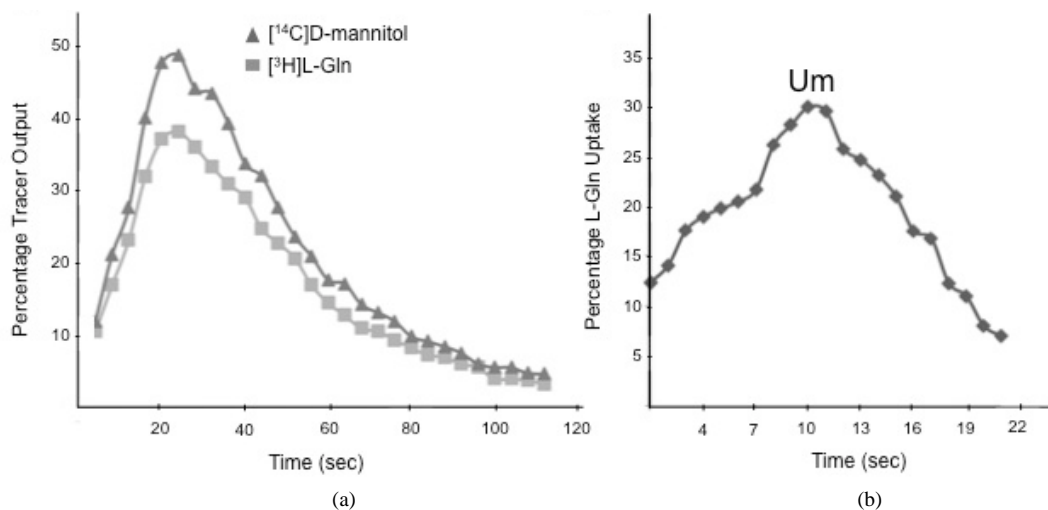 [¹⁴C]D-mannitol
[³H]L-Gln
Percentage Tracer Output
50
40
30
20
10
20
40
60
80
100
120
Time (sec)
(a)
Um
Percentage L-Gln Uptake
35
30
25
20
15
10
5
4
7
10
13
16
19
22
Time (sec)
(b)